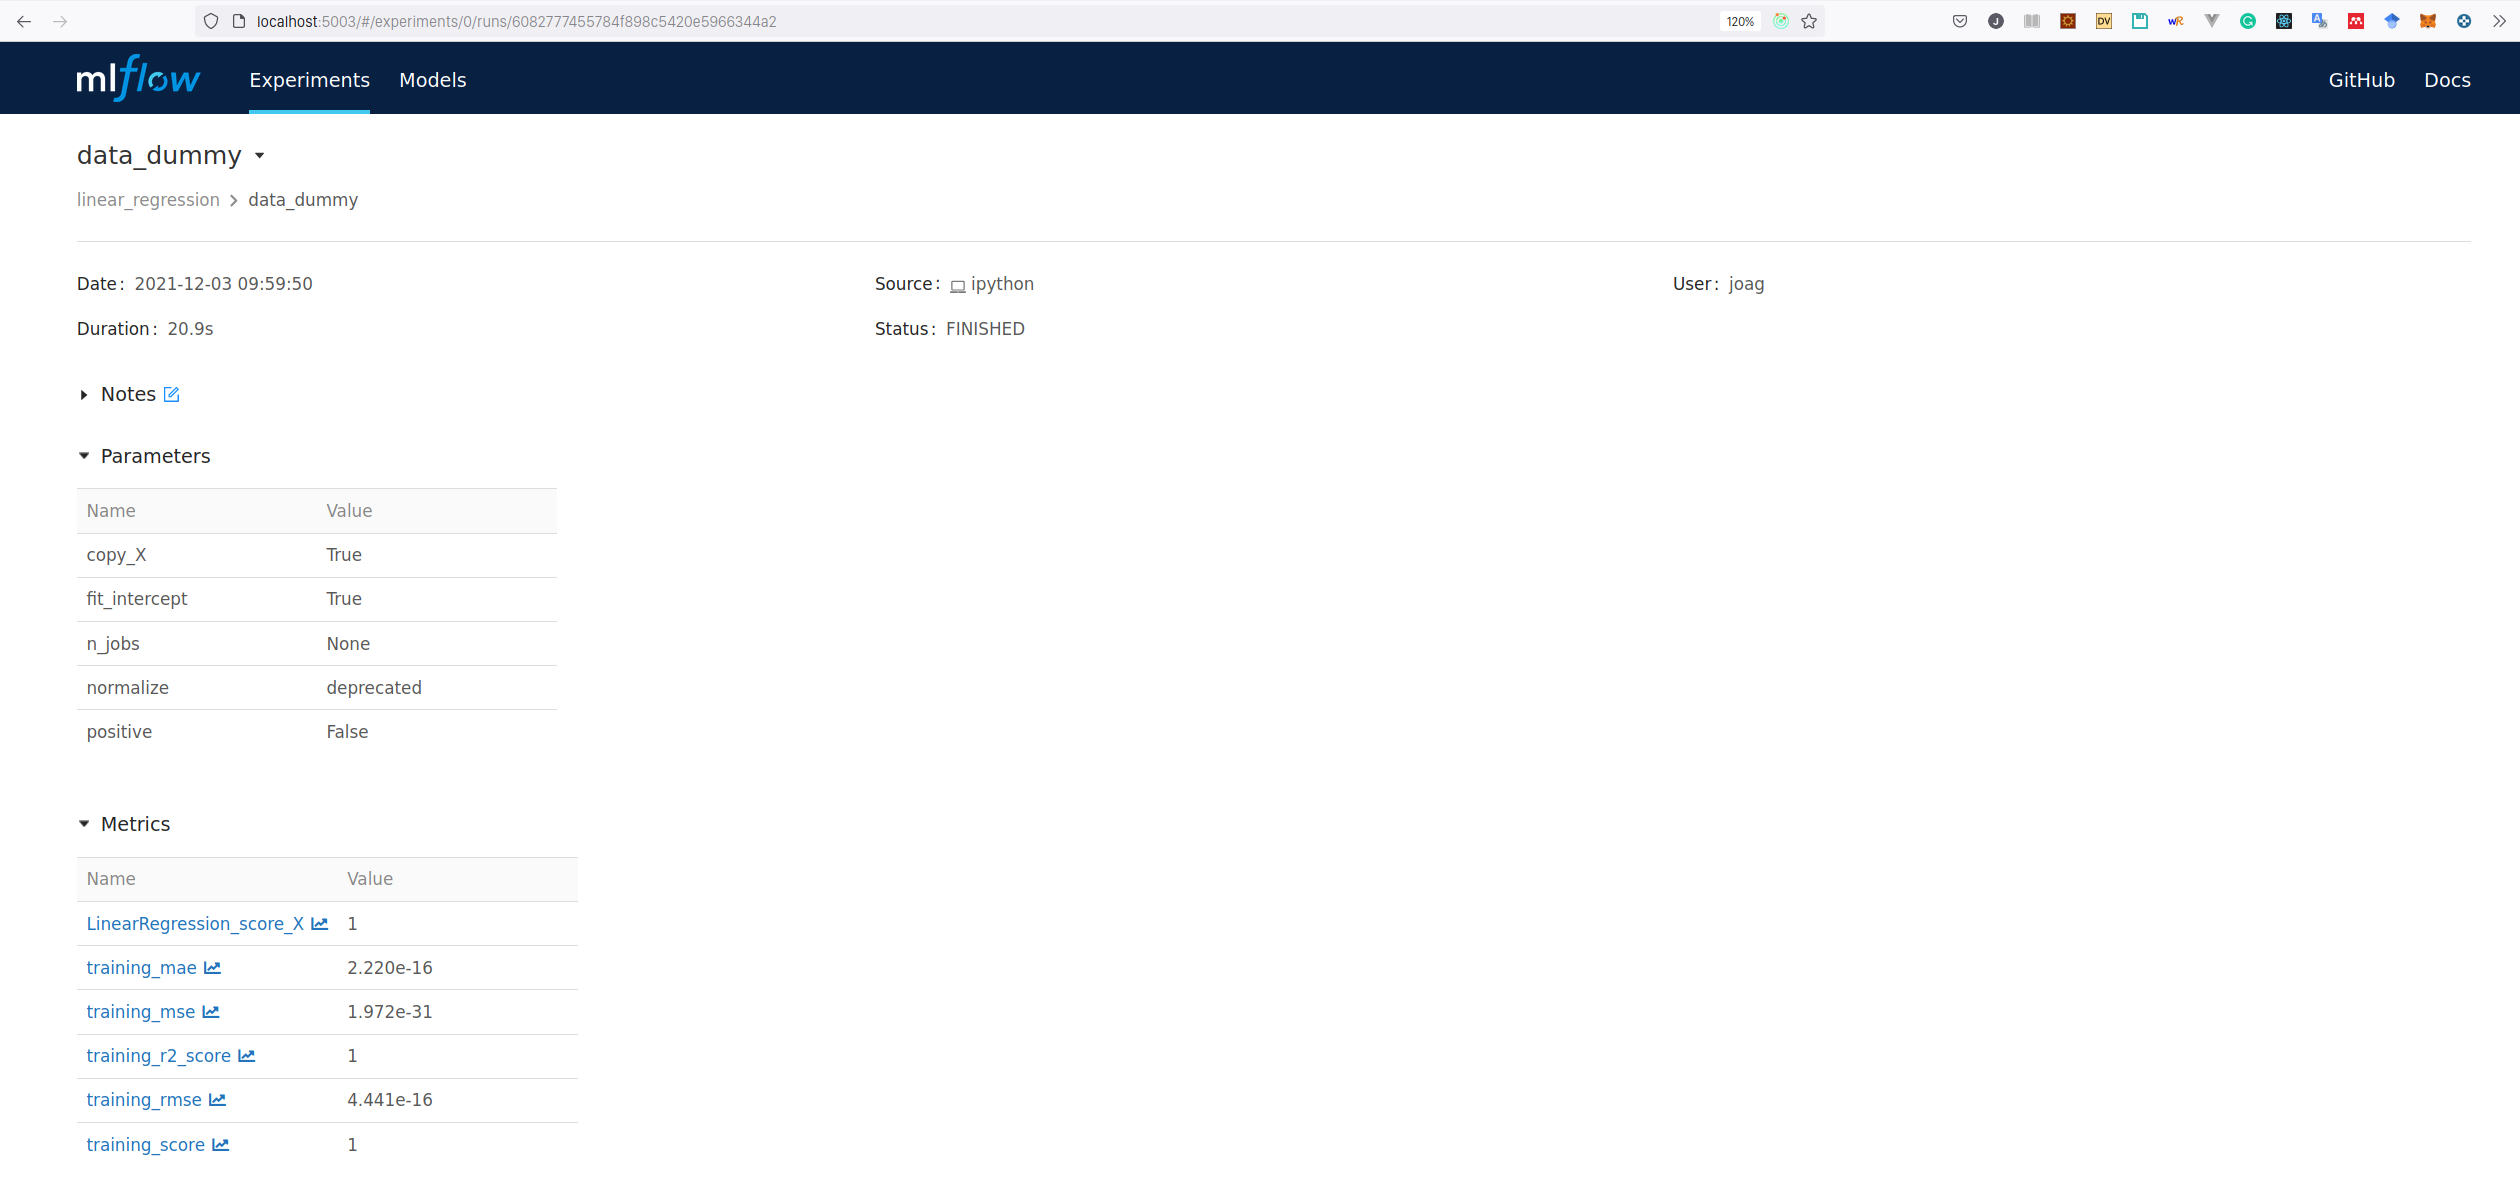 localhost:5003/#/experiments/0/runs/6082777455784f898c5420e5966344a2 120%
mlflow Experiments Models GitHub Docs
data_dummy
linear_regression > data_dummy
Date: 2021-12-03 09:59:50 Source: ipython User: joag
Duration: 20.9s Status: FINISHED
Notes
Parameters
Name Value
copy_X True
fit_intercept True
n_jobs None
normalize deprecated
positive False
Metrics
Name Value
LinearRegression_score_X 1
training_mae 2.220e-16
training_mse 1.972e-31
training_r2_score 1
training_rmse 4.441e-16
training_score 1